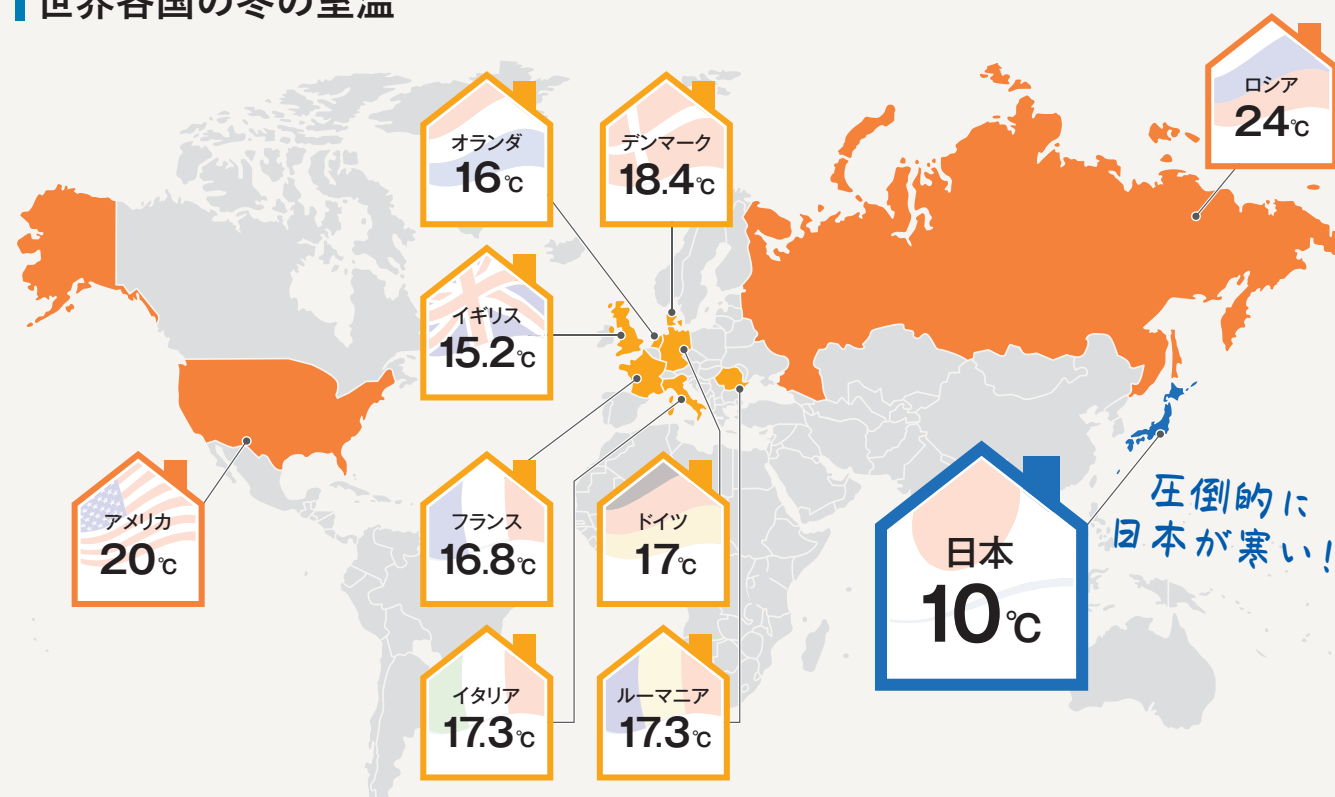 世界各国の冬の室温
ロシア
24℃
オランダ
16℃
デンマーク
18.4℃
イギリス
15.2℃
アメリカ
20℃
フランス
16.8℃
ドイツ
17℃
日本
10℃
圧倒的に
日本が寒い!
イタリア
17.3℃
ルーマニア
17.3℃